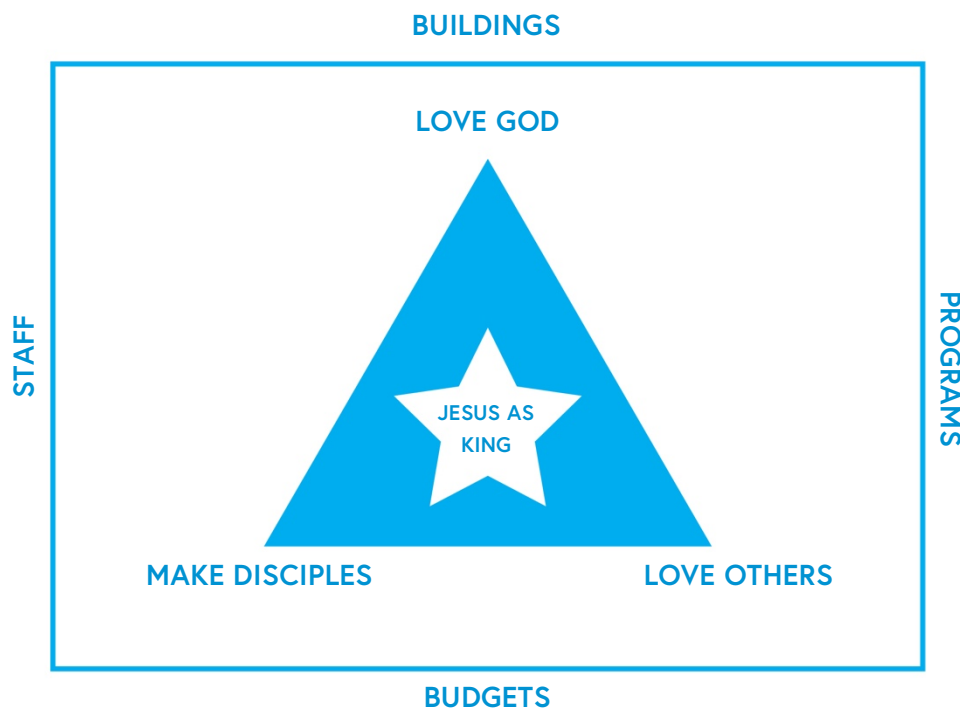 BUILDINGS
LOVE GOD
STAFF
PROGRAMS
JESUS AS
KING
MAKE DISCIPLES
LOVE OTHERS
BUDGETS